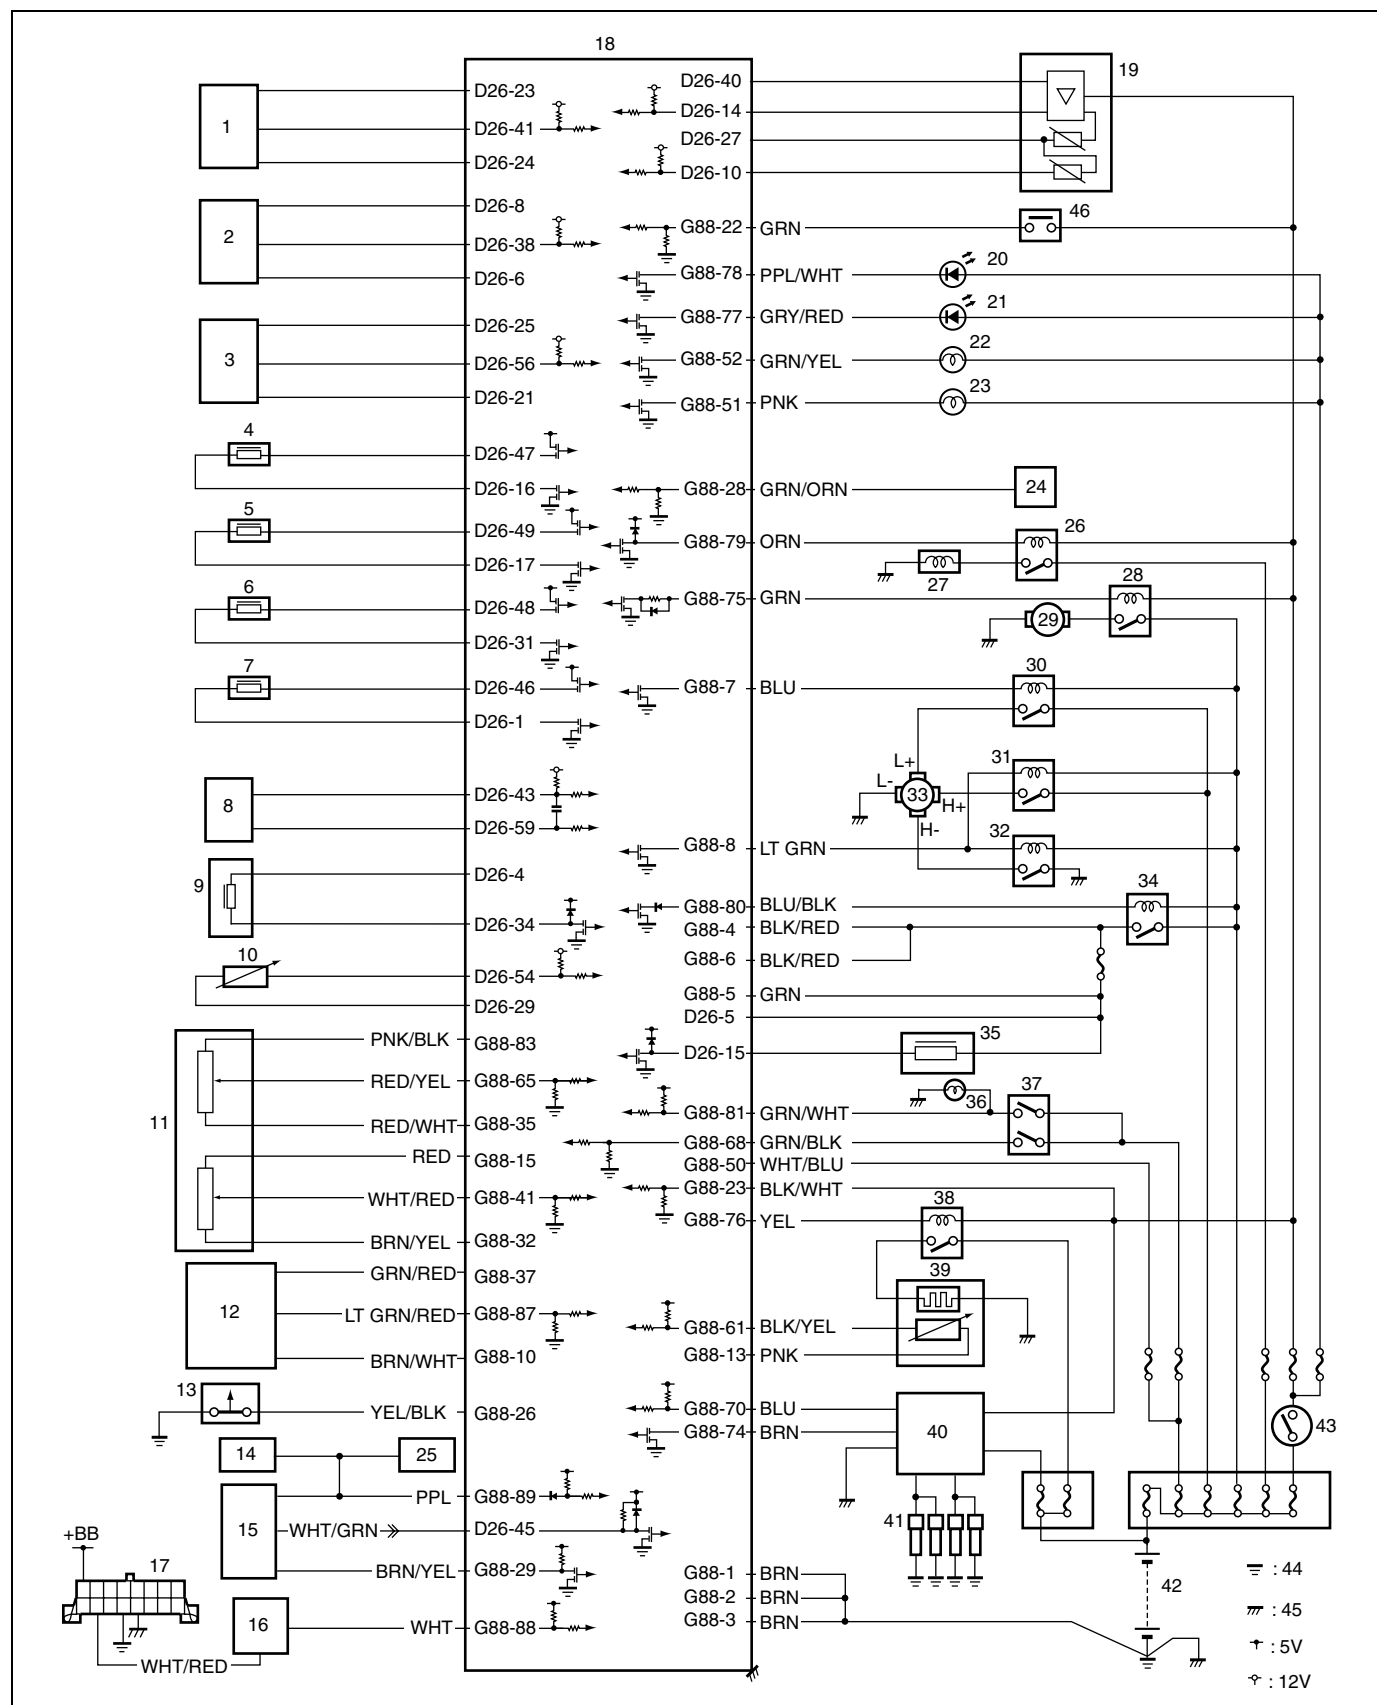 18
1
D26-23
D26-41
D26-24
2
D26-8
D26-38
D26-6
3
D26-25
D26-56
D26-21
4
D26-47
D26-16
5
D26-49
D26-17
6
D26-48
D26-31
7
D26-46
D26-1
8
D26-43
D26-59
9
D26-4
D26-34
10
D26-54
D26-29
11
PNK/BLK G88-83
RED/YEL G88-65
RED/WHT G88-35
RED G88-15
WHT/RED G88-41
BRN/YEL G88-32
12
GRN/RED G88-37
LT GRN/RED G88-87
BRN/WHT G88-10
13
YEL/BLK G88-26
14
25
PPL G88-89
15
WHT/GRN D26-45
BRN/YEL G88-29
+BB
17
16
WHT G88-88
WHT/RED
D26-40
D26-14
D26-27
D26-10
19
G88-22 GRN
46
G88-78 PPL/WHT
20
G88-77 GRY/RED
21
G88-52 GRN/YEL
22
G88-51 PNK
23
G88-28 GRN/ORN
24
G88-79 ORN
26
27
G88-75 GRN
28
29
G88-7 BLU
30
L+
L-
33
H+
H-
31
32
G88-8 LT GRN
34
G88-80 BLU/BLK
G88-4 BLK/RED
G88-6 BLK/RED
G88-5 GRN
D26-5
D26-15
35
36
37
G88-81 GRN/WHT
G88-68 GRN/BLK
G88-50 WHT/BLU
G88-23 BLK/WHT
38
G88-76 YEL
39
G88-61 BLK/YEL
G88-13 PNK
G88-70 BLU
G88-74 BRN
40
43
41
G88-1 BRN
G88-2 BRN
G88-3 BRN
42
: 44
: 45
: 5V
: 12V